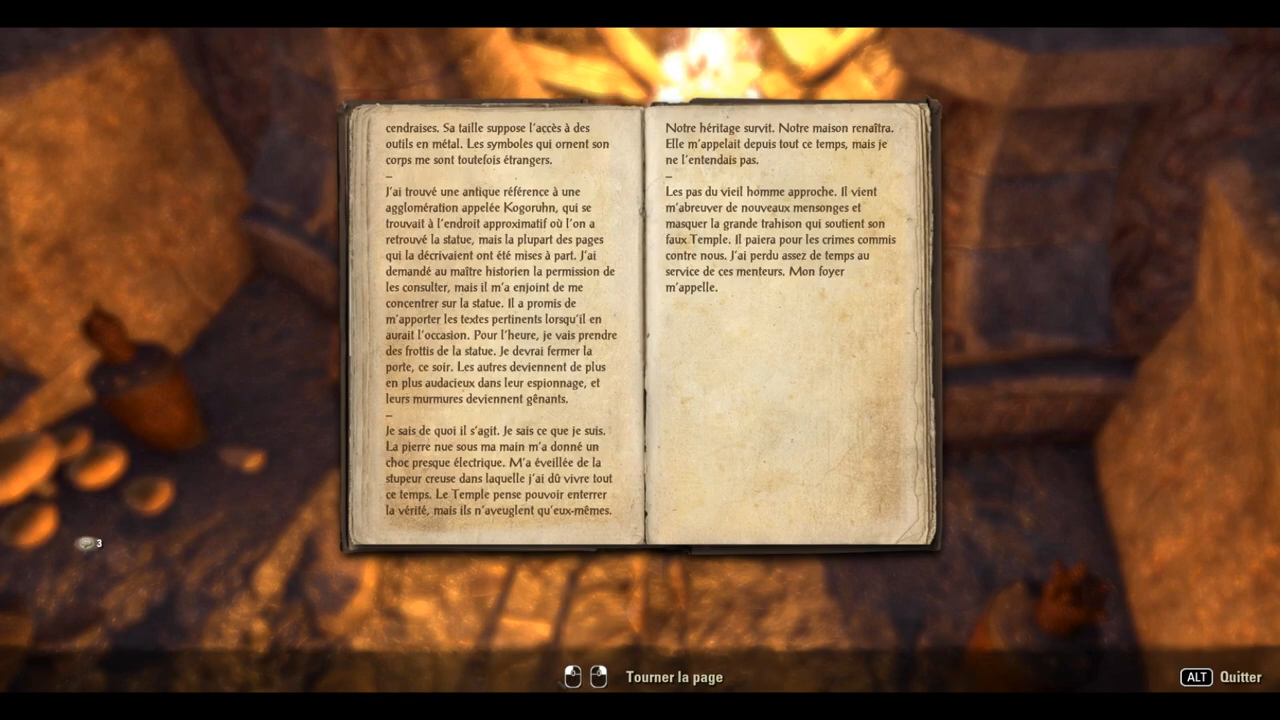 cendraises. Sa taille suppose l'accès à des
outils en métal. Les symboles qui ornent son
corps me sont toutefois étrangers.
–
J'ai trouvé une antique référence à une
agglomération appelée Kogoruhn, qui se
trouvait à l'endroit approximatif où l'on a
retrouvé la statue, mais la plupart des pages
qui la décrivaient ont été mises à part. J'ai
demandé au maître historien la permission de
les consulter, mais il m'a enjoint de me
concentrer sur la statue. Il a promis de
m'apporter les textes pertinents lorsqu'il en
aurait l'occasion. Pour l'heure, je vais prendre
des frottis de la statue. Je devrai fermer la
porte, ce soir. Les autres deviennent de plus
en plus audacieux dans leur espionnage, et
leurs murmures deviennent gênants.
–
Je sais de quoi il s'agit. Je sais ce que je suis.
La pierre nue sous ma main m'a donné un
choc presque électrique. M'a éveillée de la
stupeur creuse dans laquelle j'ai dû vivre tout
ce temps. Le Temple pense pouvoir enterrer
la vérité, mais ils n'aveuglent qu'eux-mêmes.
Notre héritage survit. Notre maison renaîtra.
Elle m'appelait depuis tout ce temps, mais je
ne l'entendais pas.
–
Les pas du vieil homme approche. Il vient
m'abreuver de nouveaux mensonges et
masquer la grande trahison qui soutient son
faux Temple. Il paiera pour les crimes commis
contre nous. J'ai perdu assez de temps au
service de ces menteurs. Mon foyer
m'appelle.
3
Tourner la page
ALT Quitter